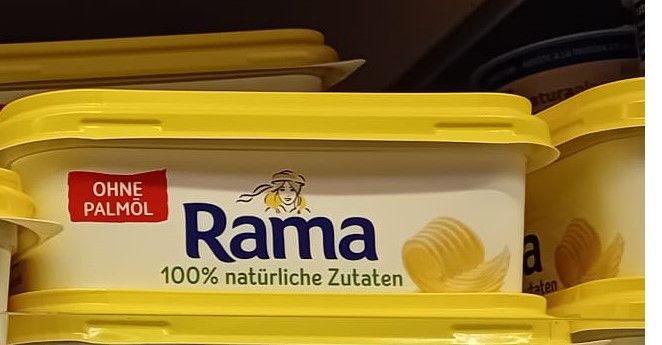 OHNE
PALMÖL
Rama
100% natürliche Zutaten
a